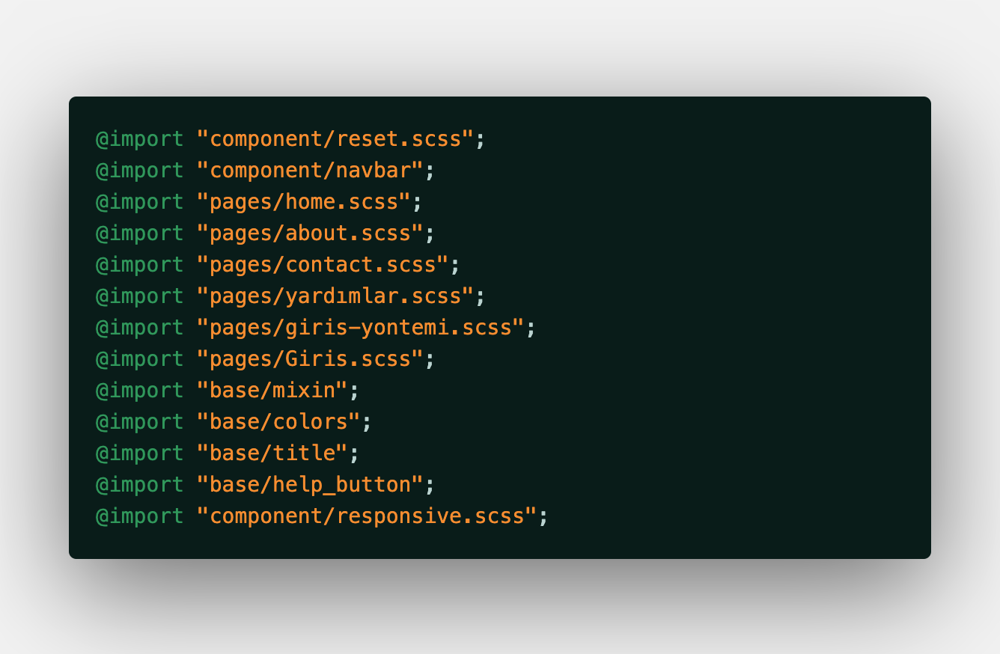 @import "component/reset.scss";
@import "component/navbar";
@import "pages/home.scss";
@import "pages/about.scss";
@import "pages/contact.scss";
@import "pages/yardımlar.scss";
@import "pages/giris-yontemi.scss";
@import "pages/Giris.scss";
@import "base/mixin";
@import "base/colors";
@import "base/title";
@import "base/help_button";
@import "component/responsive.scss";